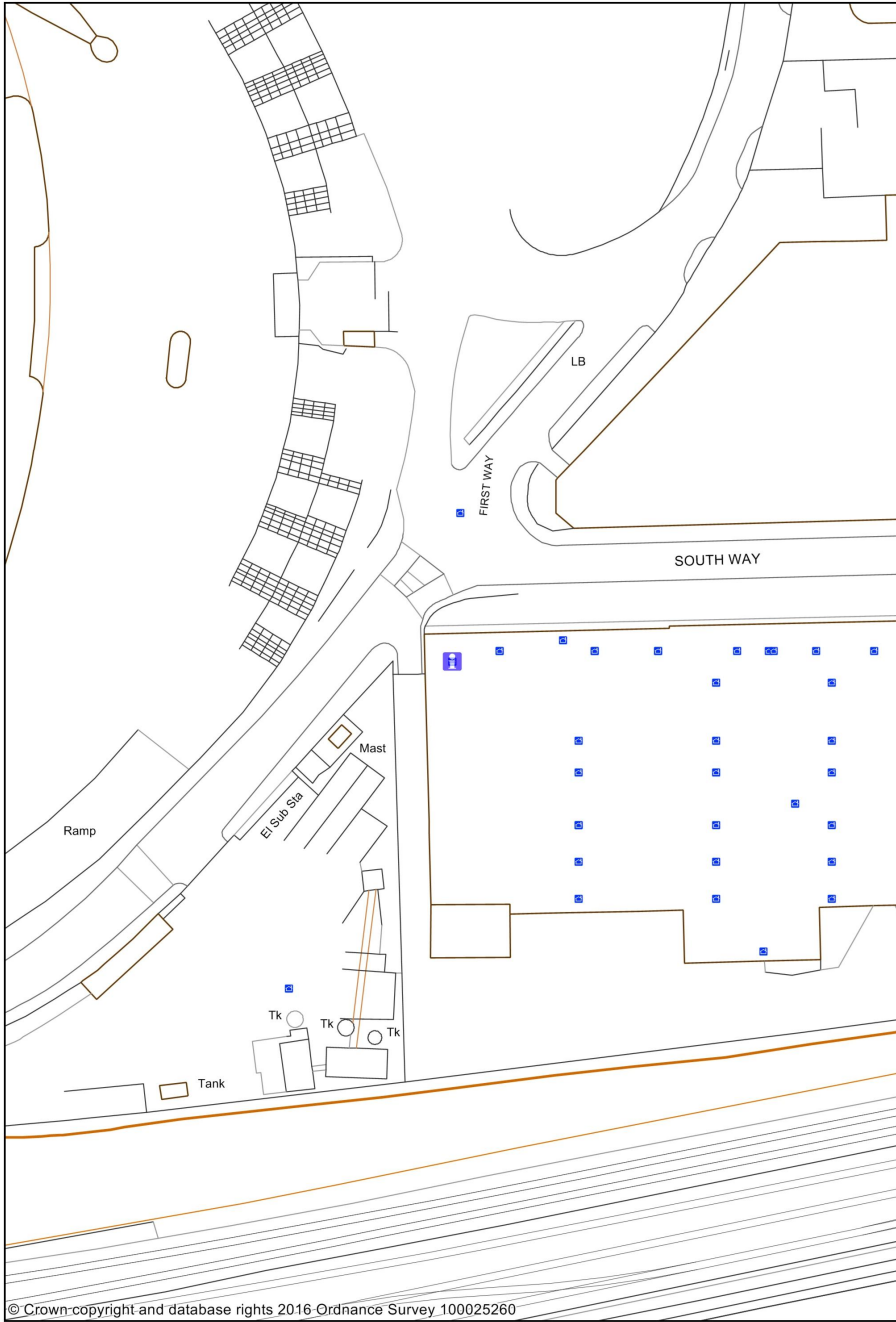 LB
FIRST WAY
SOUTH WAY
Mast
El Sub Sta
Ramp
Tk
Tk
Tk
Tank
© Crown copyright and database rights 2016 Ordnance Survey 100025260